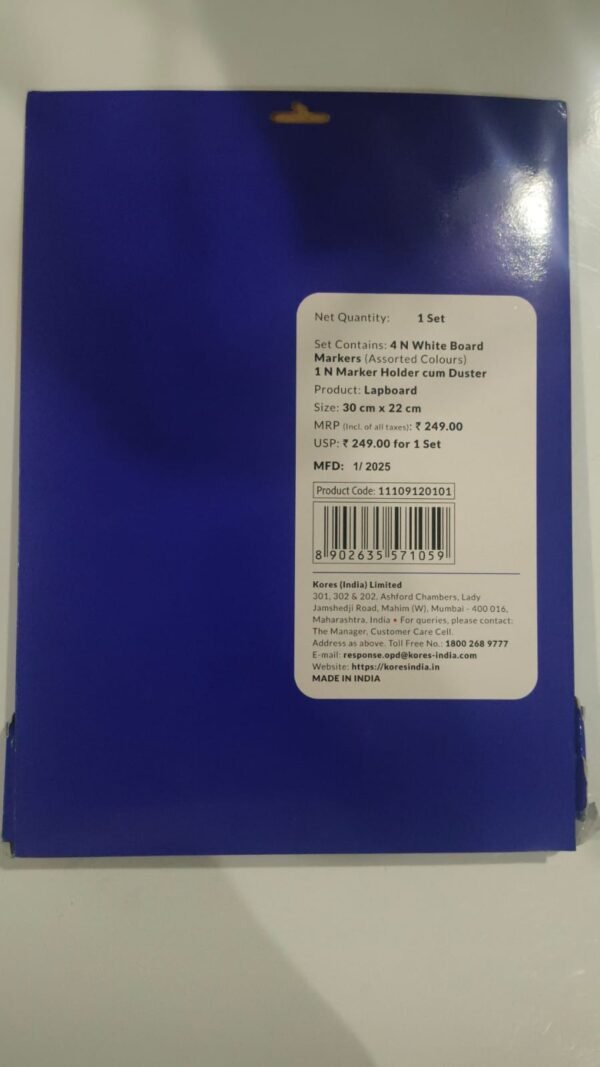 Net Quantity: 1 Set
Set Contains: 4 N White Board
Markers (Assorted Colours)
1 N Marker Holder cum Duster
Product: Lapboard
Size: 30 cm x 22 cm
MRP (Incl. of all taxes): ₹ 249.00
USP: ₹ 249.00 for 1 Set
MFD: 1/ 2025
Product Code: 11109120101
8 902635 571059
Kores (India) Limited
301, 302 & 202, Ashford Chambers, Lady
Jamshedji Road, Mahim (W), Mumbai - 400 016,
Maharashtra, India • For queries, please contact:
The Manager, Customer Care Cell.
Address as above. Toll Free No.: 1800 268 9777
E-mail: response.opd@kores-india.com
Website: https://koresindia.in
MADE IN INDIA